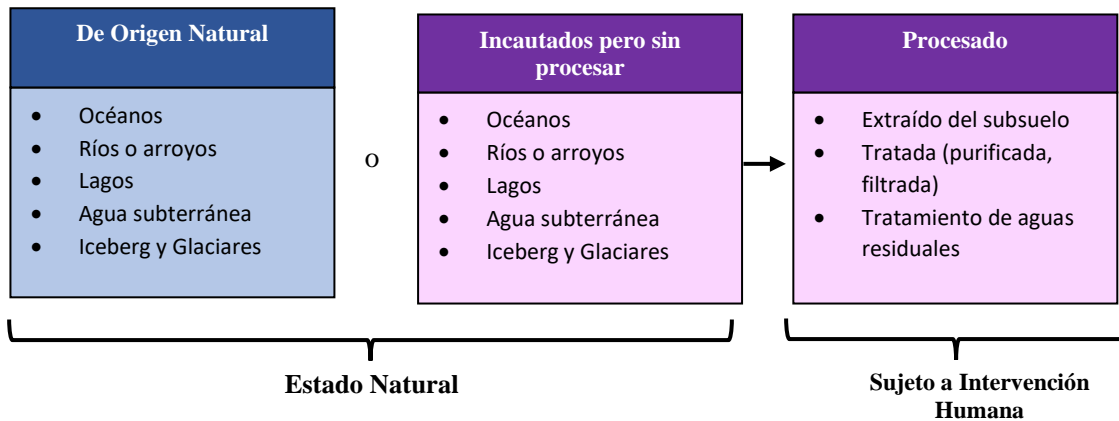 De Origen Natural
• Océanos
• Ríos o arroyos
• Lagos
• Agua subterránea
• Iceberg y Glaciares
O
Incautados pero sin
procesar
• Océanos
• Ríos o arroyos
• Lagos
• Agua subterránea
• Iceberg y Glaciares
Procesado
• Extraído del subsuelo
• Tratada (purificada,
filtrada)
• Tratamiento de aguas
residuales
Estado Natural
Sujeto a Intervención
Humana